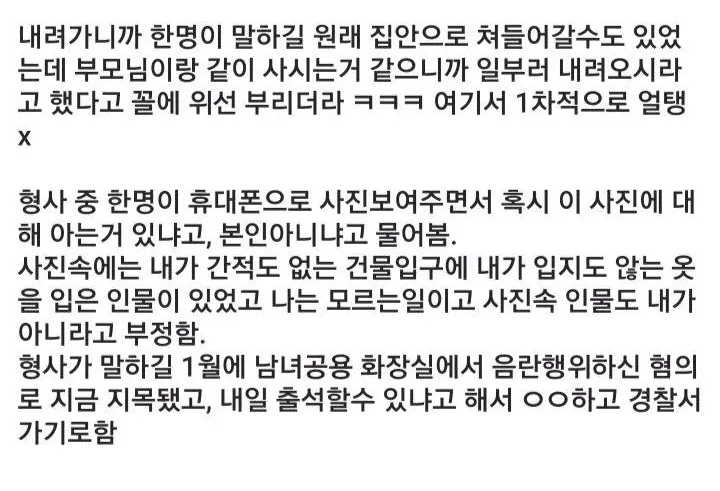 내려가니까 한명이 말하길 원래 집안으로 쳐들어갈수도 있었
는데 부모님이랑 같이 사시는거 같으니까 일부러 내려오시라
고 했다고 꼴에 위선 부리더라 ㅋㅋㅋ 여기서 1차적으로 얼탱
x
형사 중 한명이 휴대폰으로 사진보여주면서 혹시 이 사진에 대
해 아는거 있냐고, 본인아니냐고 물어봄.
사진속에는 내가 간적도 없는 건물입구에 내가 입지도 않는 옷
을 입은 인물이 있었고 나는 모르는일이고 사진속 인물도 내가
아니라고 부정함.
형사가 말하길 1월에 남녀공용 화장실에서 음란행위하신 혐의
로 지금 지목됐고, 내일 출석할수 있냐고 해서 ㅇㅇ하고 경찰서
가기로함